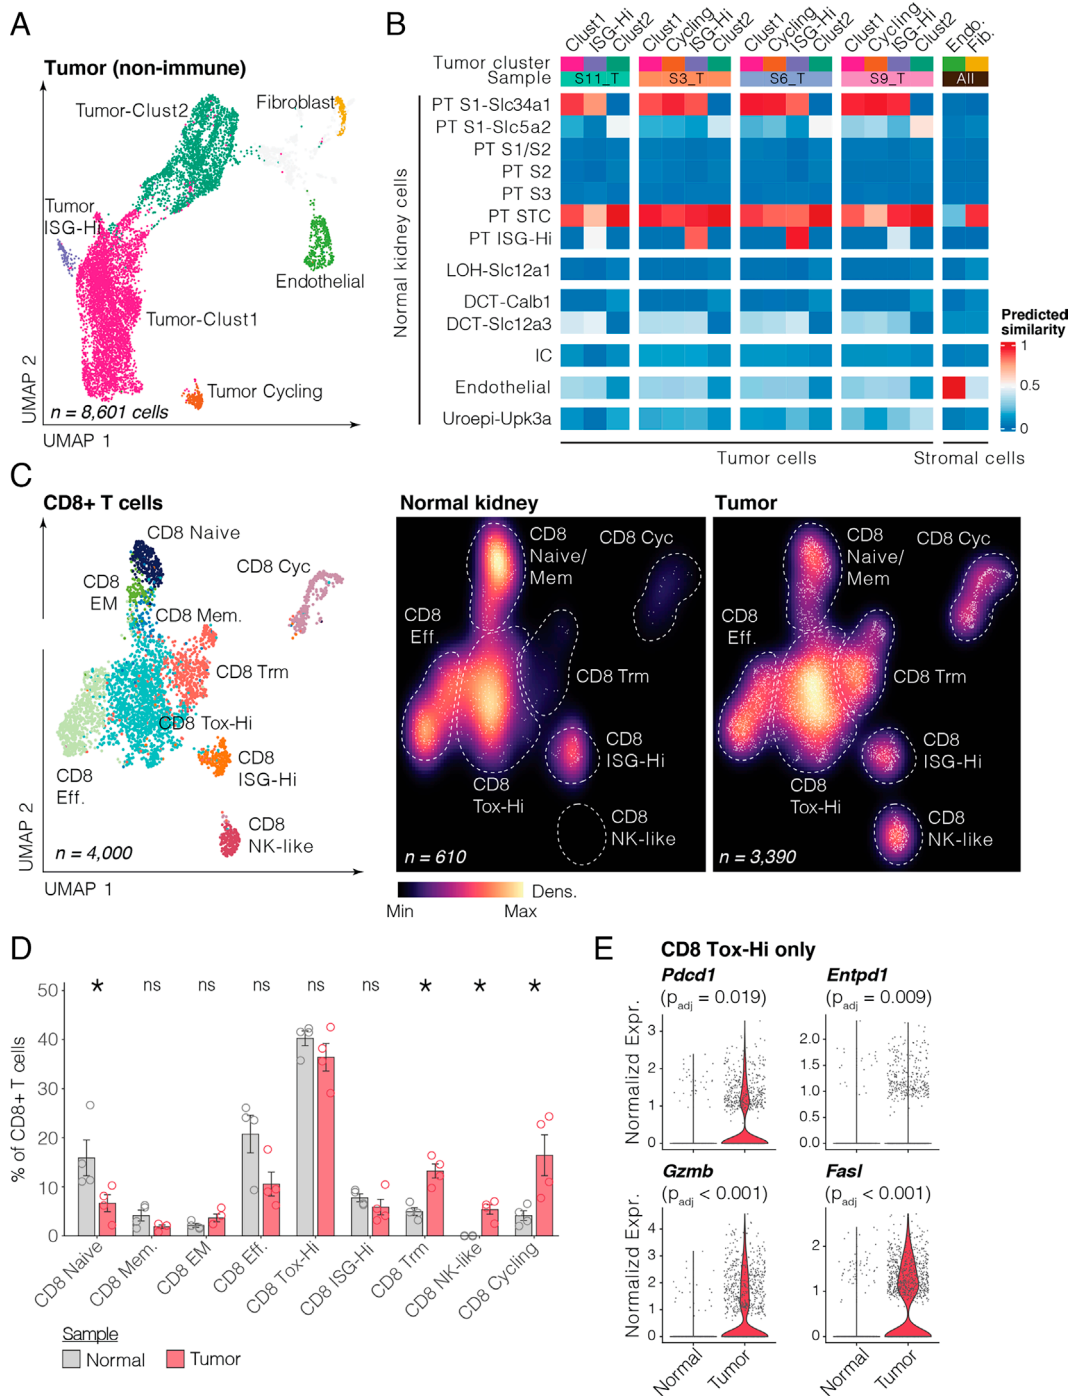 A
Tumor (non-immune)
Tumor-Clust2
Fibroblast
Tumor
ISG-Hi
Endothelial
Tumor-Clust1
Tumor Cycling
n = 8,601 cells
UMAP 2
UMAP 1
B
Clust1 ISG-Hi Clust2 Clust1 Cycling ISG-Hi Clust2 Clust1 Cycling ISG-Hi Clust2 Clust1 Cycling ISG-Hi Clust2 Endo. Fib.
Tumor cluster
Sample S11_T S3_T S6_T S9_T All
Normal kidney cells
PT S1-Slc34a1
PT S1-Slc5a2
PT S1/S2
PT S2
PT S3
PT STC
PT ISG-Hi
LOH-Slc12a1
DCT-Calb1
DCT-Slc12a3
IC
Endothelial
Uroepi-Upk3a
Tumor cells
Stromal cells
Predicted
similarity
1
0.5
0
C
CD8+ T cells
CD8 Naive
CD8
EM
CD8 Cyc
CD8 Mem.
CD8 Trm
CD8 Tox-Hi
CD8
ISG-Hi
CD8
Eff.
CD8
NK-like
n = 4,000
UMAP 2
UMAP 1
Normal kidney
CD8
Naive/
Mem
CD8 Cyc
CD8
Eff.
CD8 Trm
CD8
ISG-Hi
CD8
Tox-Hi
CD8
NK-like
n = 610
Min
Max
Dens.
Tumor
CD8
Naive/
Mem
CD8 Cyc
CD8
Eff.
CD8 Trm
CD8
ISG-Hi
CD8
Tox-Hi
CD8
NK-like
n = 3,390
D
% of CD8+ T cells
50
40
30
20
10
0
* ns ns ns ns ns * * *
CD8 Naive
CD8 Mem.
CD8 EM
CD8 Eff.
CD8 Tox-Hi
CD8 ISG-Hi
CD8 Trm
CD8 NK-like
CD8 Cycling
Sample
Normal
Tumor
E
CD8 Tox-Hi only
Pdcd1
(padj = 0.019)
Normalizd Expr.
3
2
1
0
Entpd1
(padj = 0.009)
2.0
1.5
1.0
0.5
0.0
Gzmb
(padj < 0.001)
Normalizd Expr.
4
3
2
1
0
Normal
Tumor
Fasl
(padj < 0.001)
2
1
0
Normal
Tumor